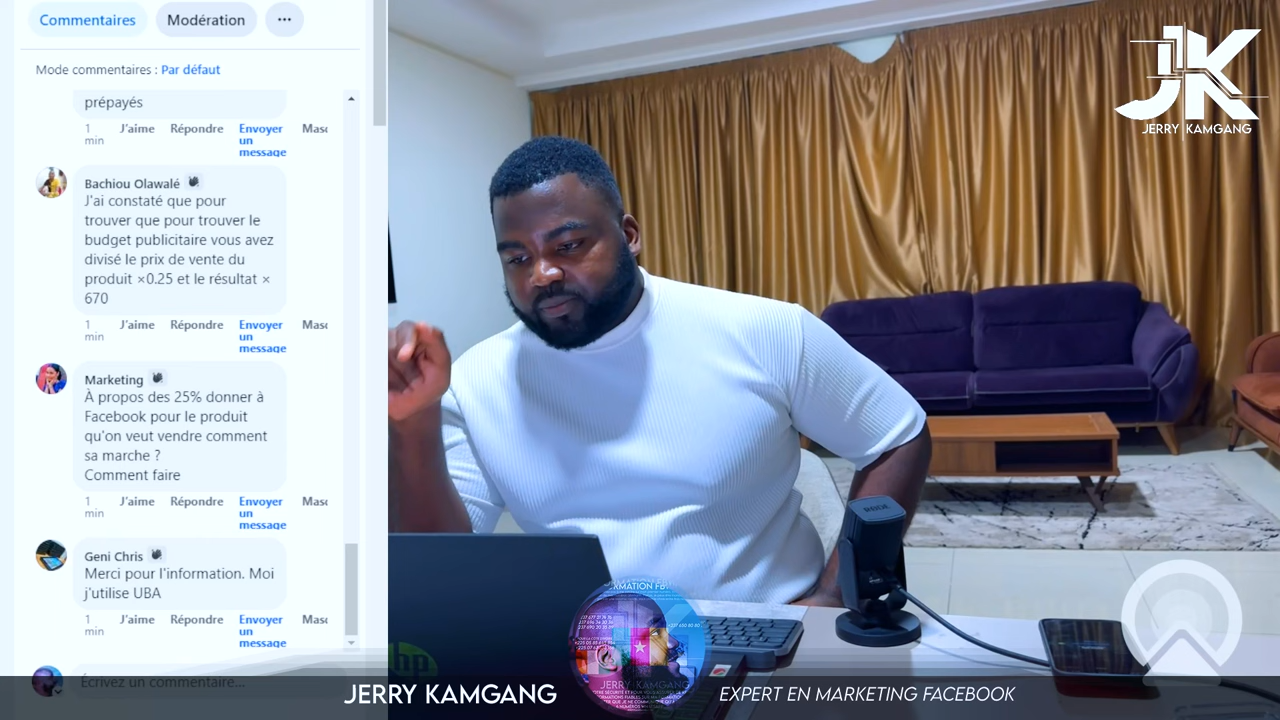 Commentaires
Modération
Mode commentaires : Par défaut
prépayés
1 min
J'aime
Répondre
Envoyer un message
Bachiou Olawalé
J'ai constaté que pour
trouver que pour trouver le
budget publicitaire vous avez
divisé le prix de vente du
produit ×0.25 et le résultat ×
670
1 min
J'aime
Répondre
Envoyer un message
Marketing
À propos des 25% donner à
Facebook pour le produit
qu'on veut vendre comment
sa marche ?
Comment faire
1 min
J'aime
Répondre
Envoyer un message
Geni Chris
Merci pour l'information. Moi
j'utilise UBA
1 min
J'aime
Répondre
Envoyer un message
Écrivez un commentaire...
JK
JERRY KAMGANG
RODE
hp
JERRY KAMGANG
EXPERT EN MARKETING FACEBOOK